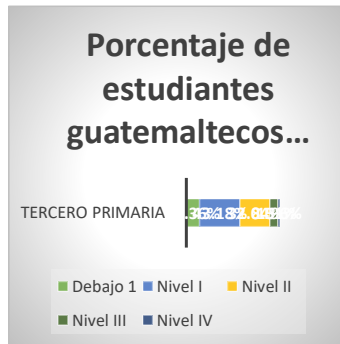 Porcentaje de
estudiantes
guatemaltecos…
TERCERO PRIMARIA
Debajo 1
Nivel I
Nivel II
Nivel III
Nivel IV